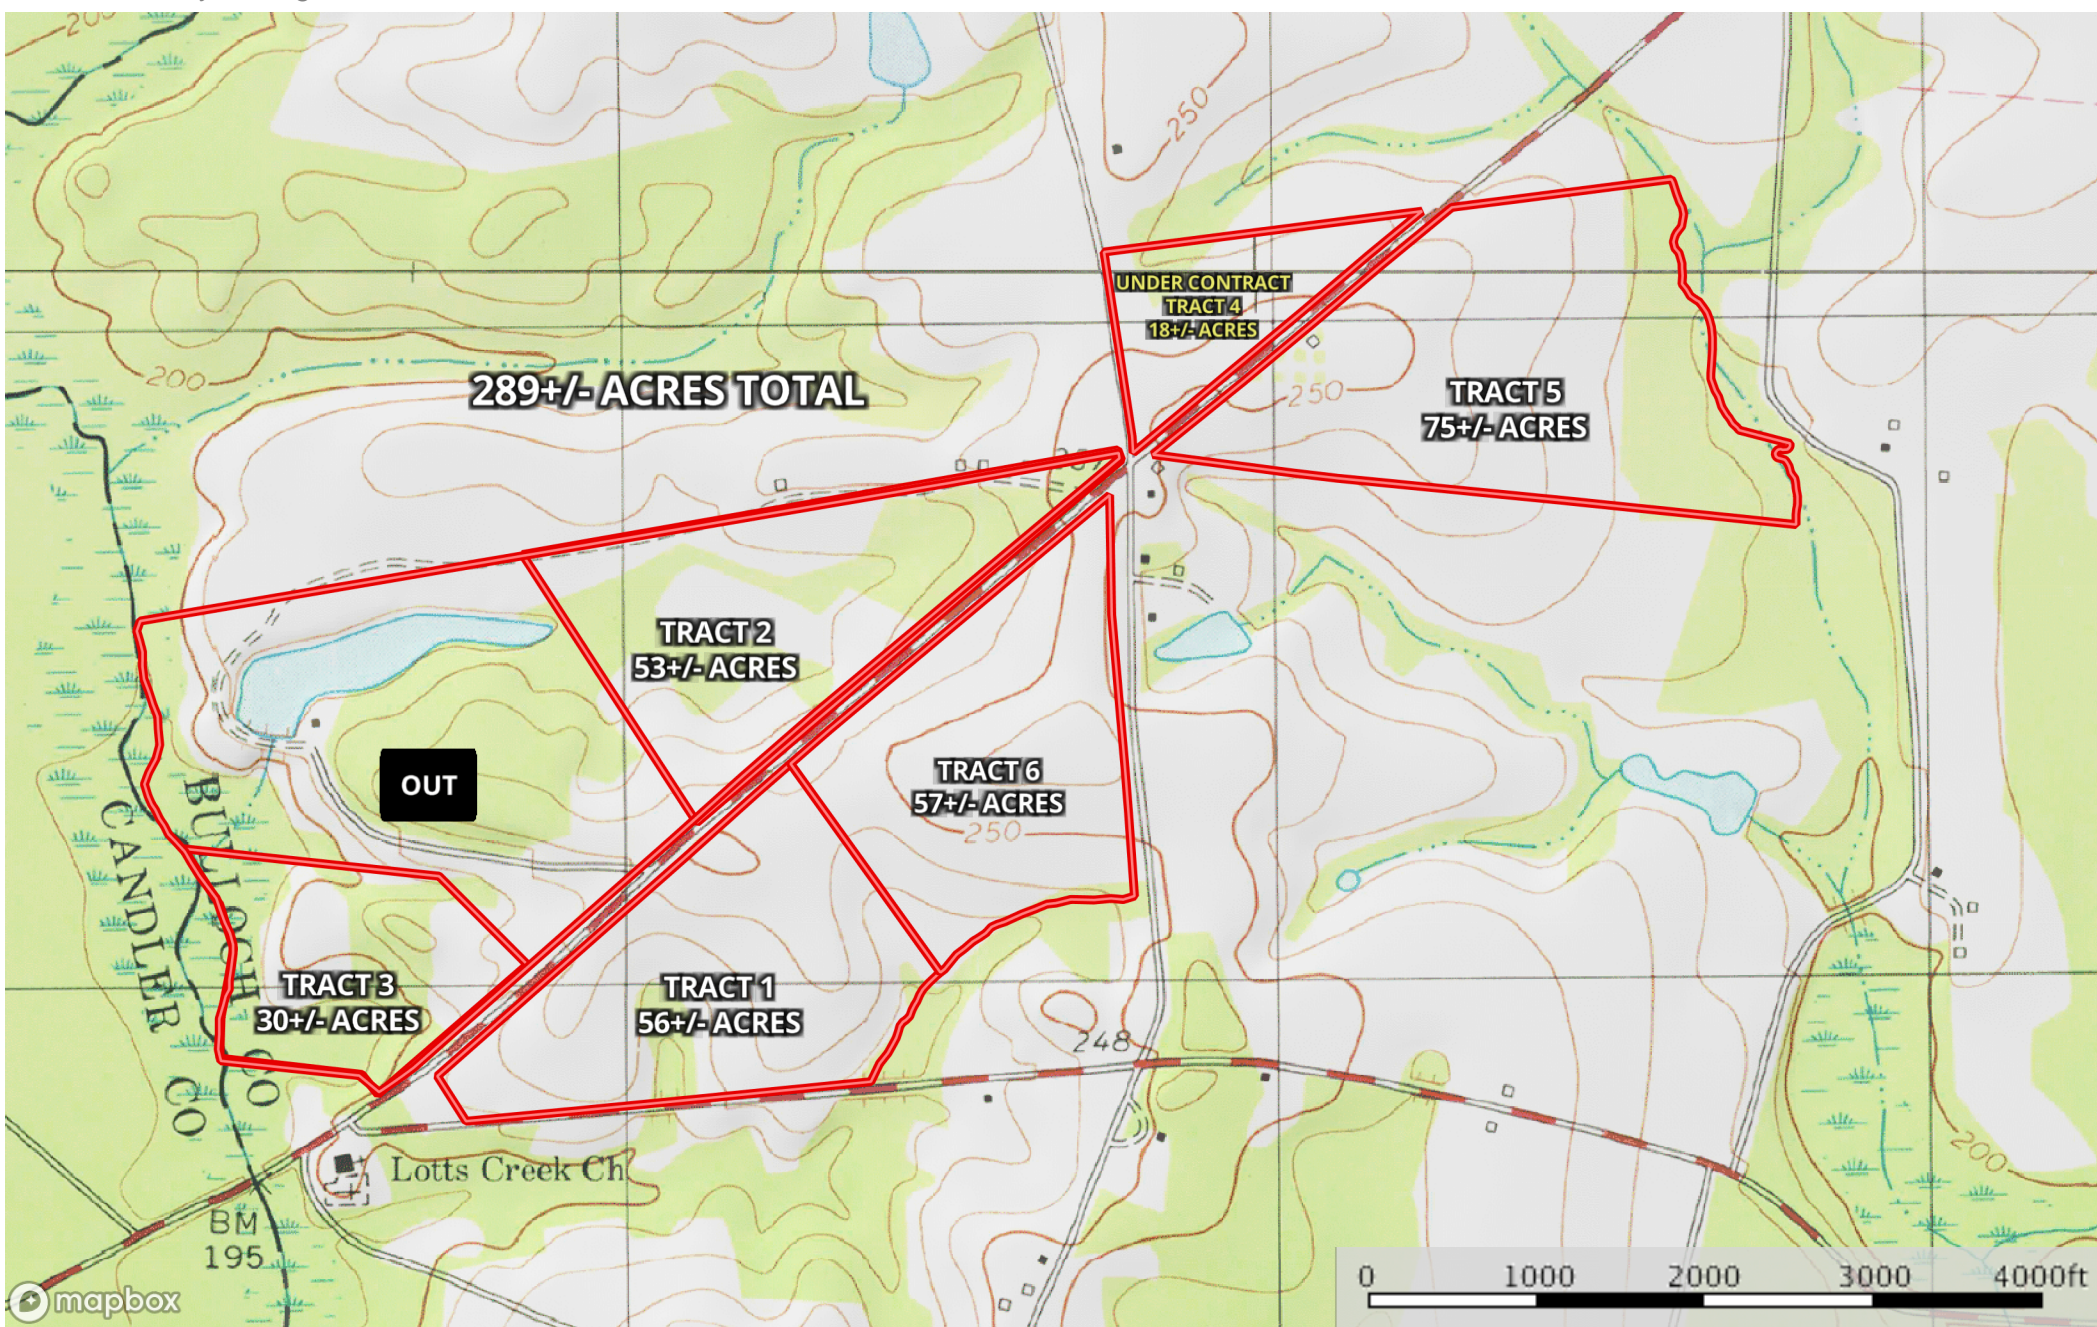 200
250
UNDER CONTRACT
TRACT 4
18+/- ACRES
200
289+/- ACRES TOTAL
250
TRACT 5
75+/- ACRES
TRACT 2
53+/- ACRES
OUT
TRACT 6
57+/- ACRES
250
BULLOCH CO
CANDLER CO
TRACT 3
30+/- ACRES
TRACT 1
56+/- ACRES
248
Lotts Creek Ch
200
BM
195
mapbox
0 1000 2000 3000 4000ft